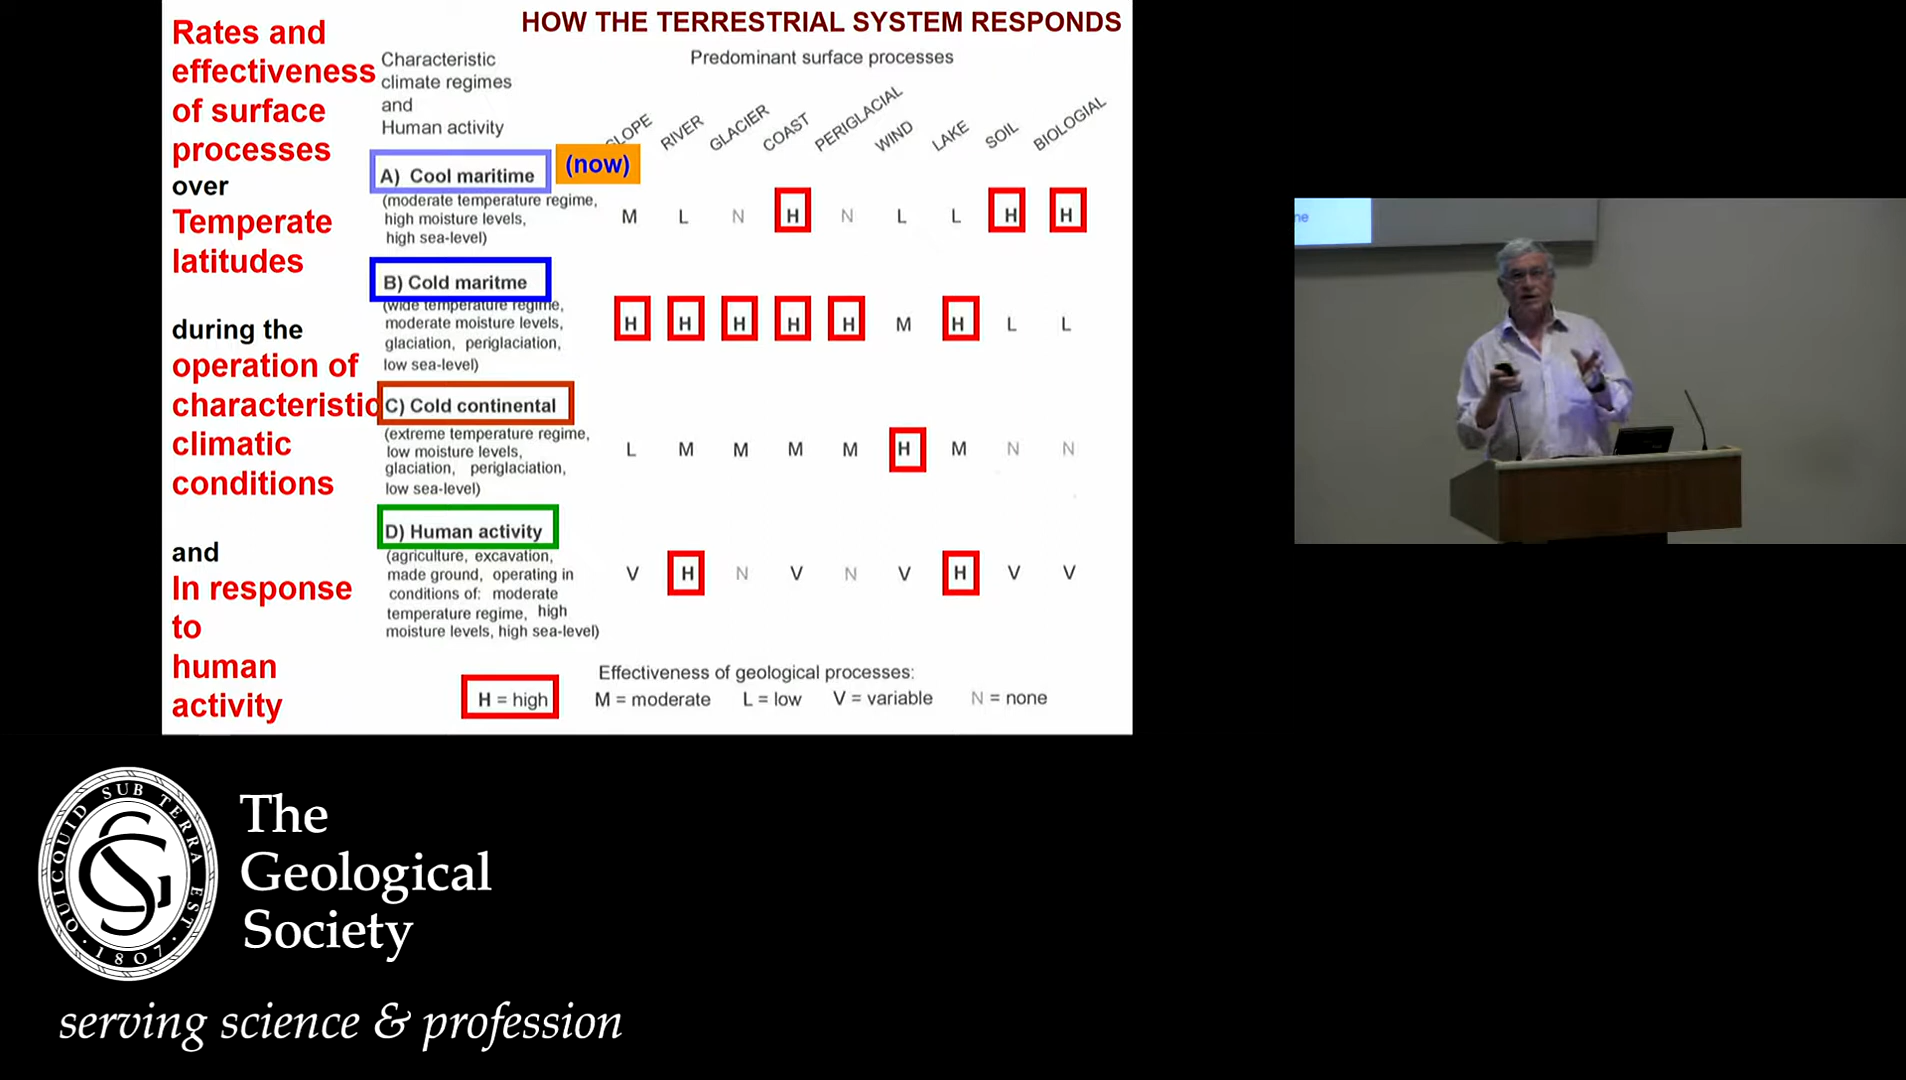 HOW THE TERRESTRIAL SYSTEM RESPONDS
Rates and
effectiveness
of surface
processes
over
Temperate
latitudes
during the
operation of
characteristic
climatic
conditions
and
In response
to
human
activity
Characteristic
climate regimes
and
Human activity
Predominant surface processes
SLOPE RIVER GLACIER COAST PERIGLACIAL WIND LAKE SOIL BIOLOGIAL
A) Cool maritime (now)
(moderate temperature regime,
high moisture levels,
high sea-level)
M L N H N L L H H
B) Cold maritme
(wide temperature regime,
moderate moisture levels,
glaciation, periglaciation,
low sea-level)
H H H H H M H L L
C) Cold continental
(extreme temperature regime,
low moisture levels,
glaciation, periglaciation,
low sea-level)
L M M M M H M N N
D) Human activity
(agriculture, excavation,
made ground, operating in
conditions of: moderate
temperature regime, high
moisture levels, high sea-level)
V H N V N V H V V
Effectiveness of geological processes:
H = high M = moderate L = low V = variable N = none
ne
QUICQUID SUB TERRA EST
GS
· 1807 ·
The
Geological
Society
serving science & profession